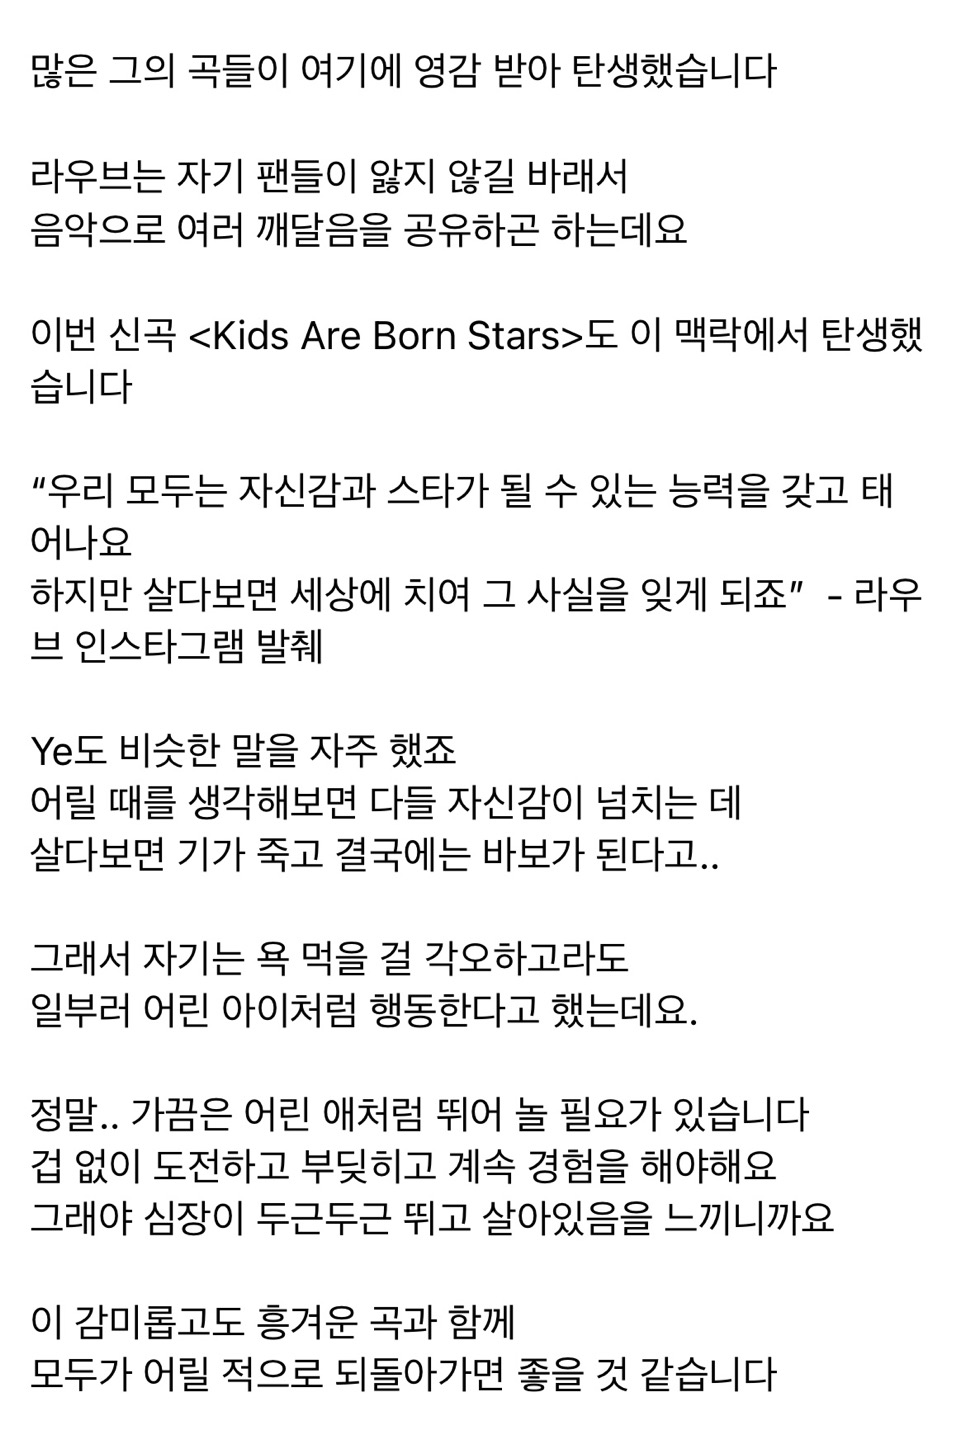 많은 그의 곡들이 여기에 영감 받아 탄생했습니다
라우브는 자기 팬들이 앓지 않길 바래서
음악으로 여러 깨달음을 공유하곤 하는데요
이번 신곡 <Kids Are Born Stars>도 이 맥락에서 탄생했
습니다
“우리 모두는 자신감과 스타가 될 수 있는 능력을 갖고 태
어나요
하지만 살다보면 세상에 치여 그 사실을 잊게 되죠” - 라우
브 인스타그램 발췌
Ye도 비슷한 말을 자주 했죠
어릴 때를 생각해보면 다들 자신감이 넘치는 데
살다보면 기가 죽고 결국에는 바보가 된다고..
그래서 자기는 욕 먹을 걸 각오하고라도
일부러 어린 아이처럼 행동한다고 했는데요.
정말.. 가끔은 어린 애처럼 뛰어 놀 필요가 있습니다
겁 없이 도전하고 부딪히고 계속 경험을 해야해요
그래야 심장이 두근두근 뛰고 살아있음을 느끼니까요
이 감미롭고도 흥겨운 곡과 함께
모두가 어릴 적으로 되돌아가면 좋을 것 같습니다